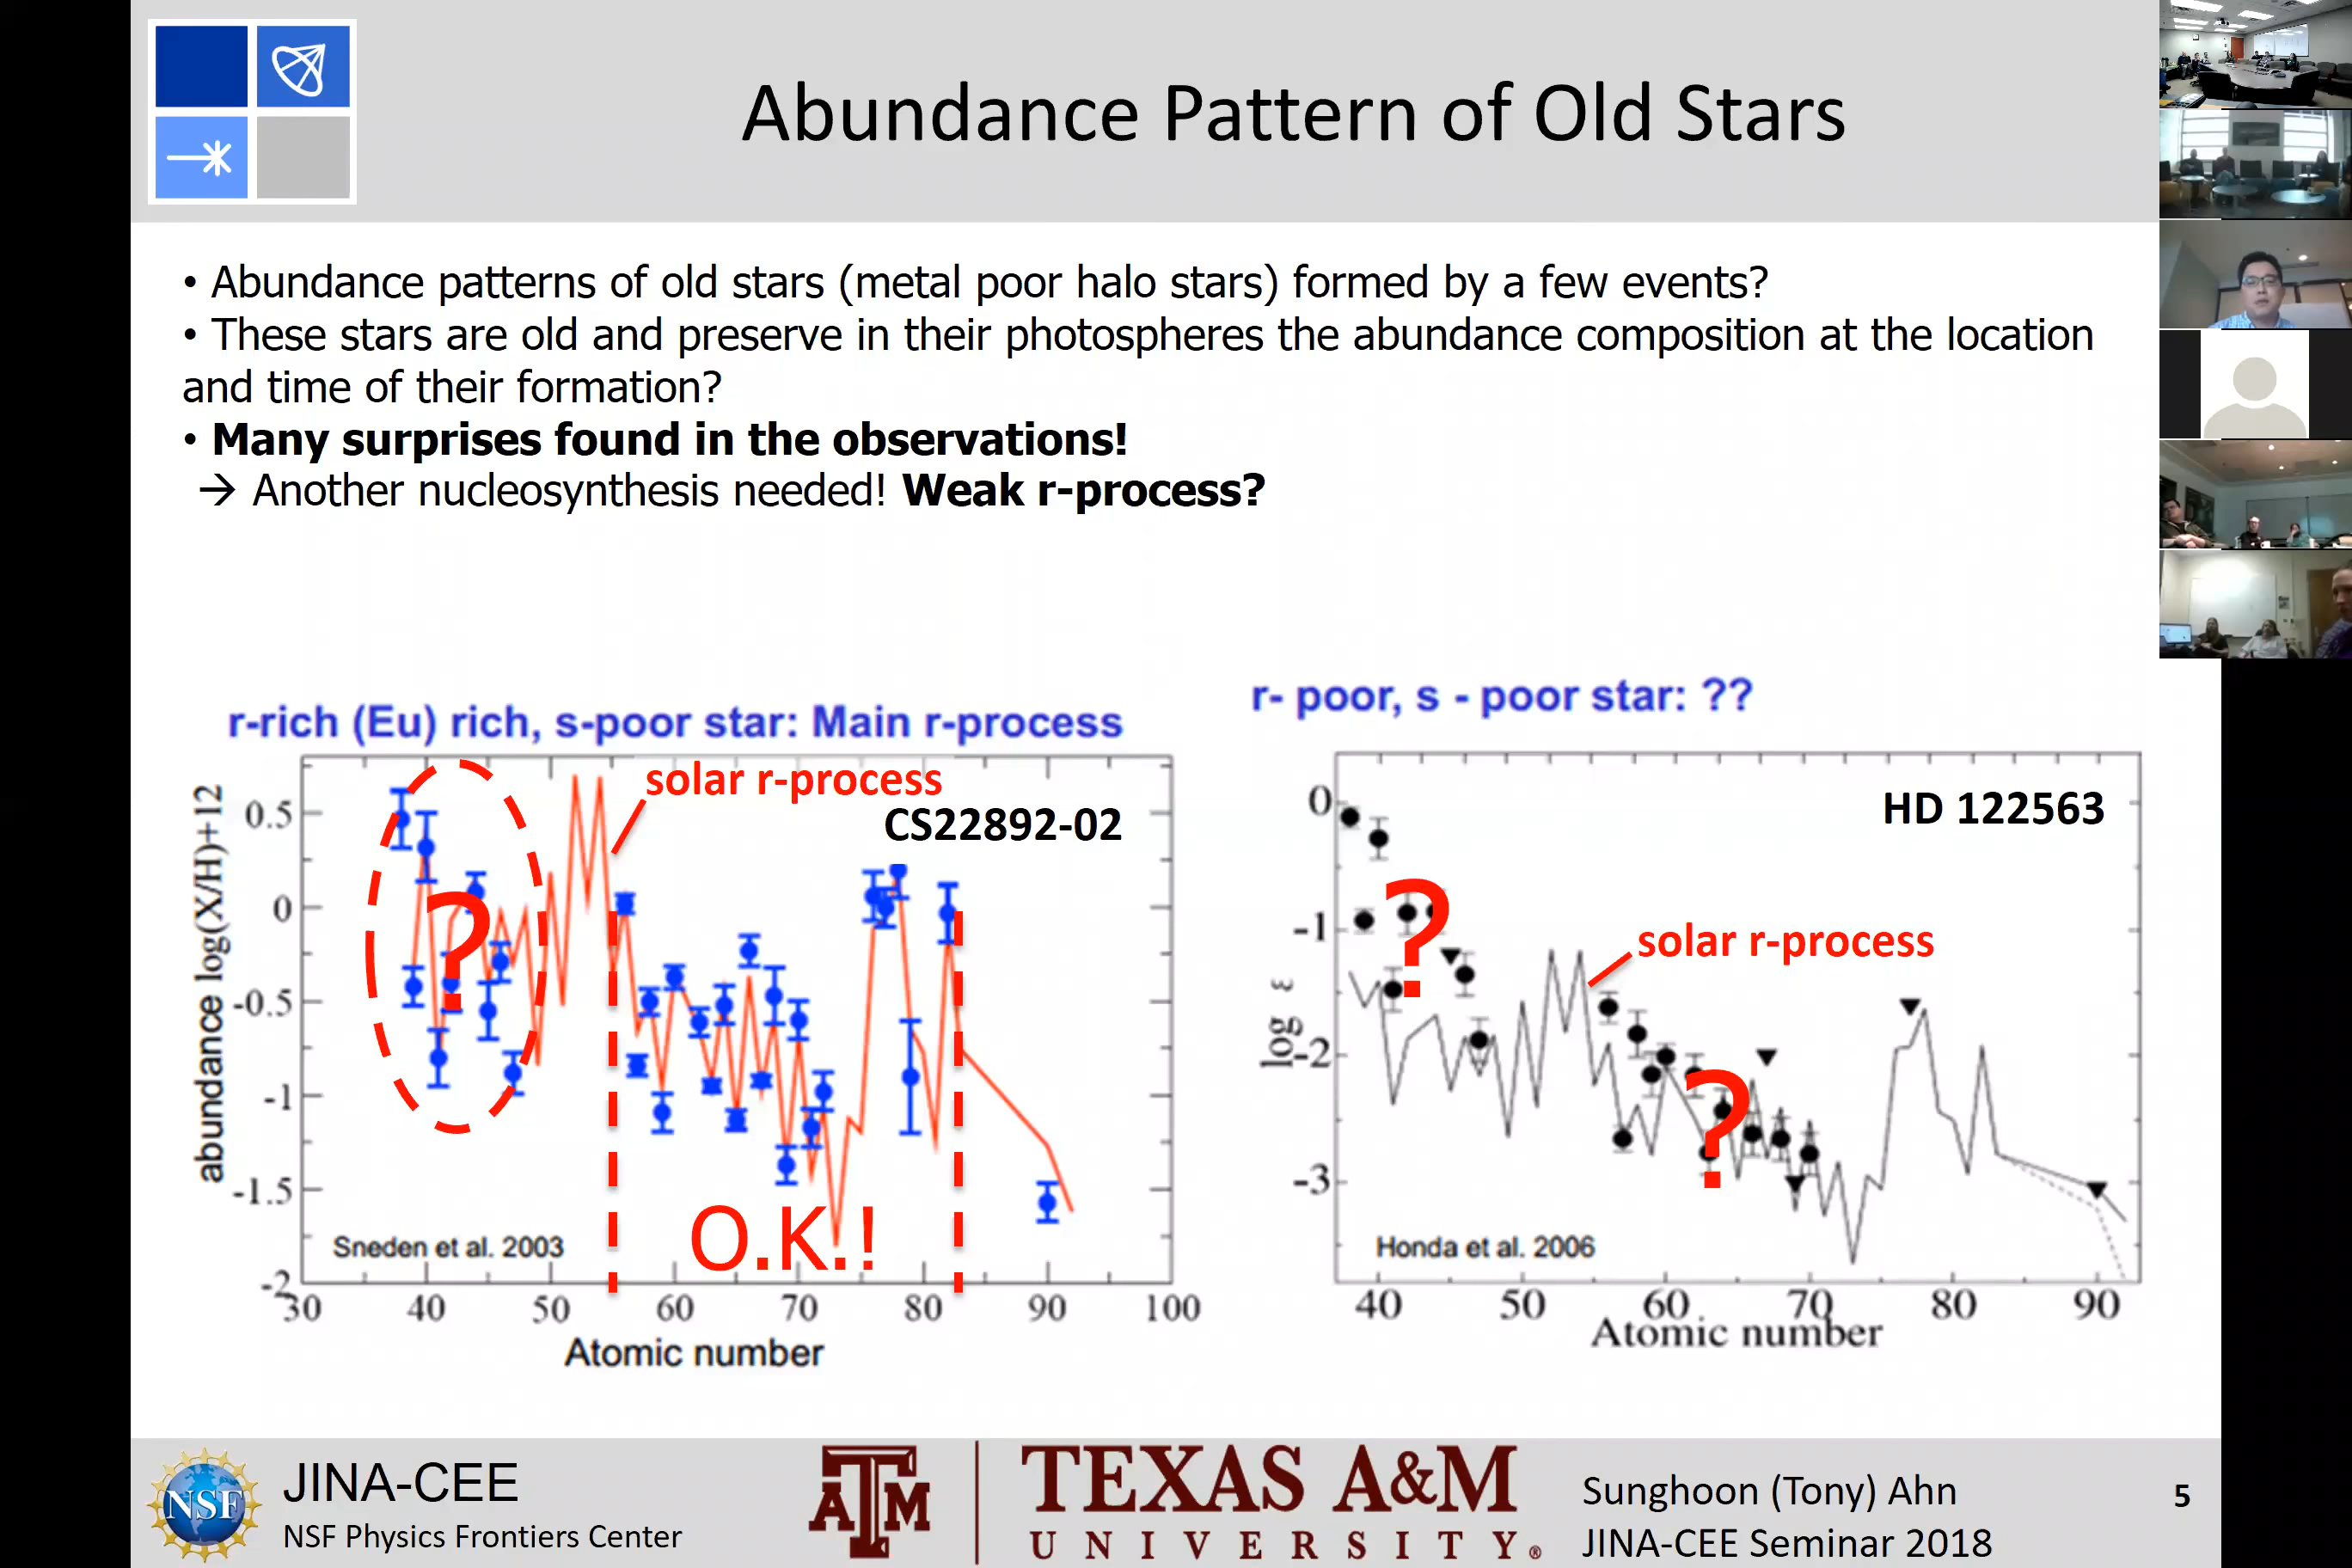 Abundance Pattern of Old Stars
• Abundance patterns of old stars (metal poor halo stars) formed by a few events?
• These stars are old and preserve in their photospheres the abundance composition at the location
and time of their formation?
• Many surprises found in the observations!
→ Another nucleosynthesis needed! Weak r-process?
r-rich (Eu) rich, s-poor star: Main r-process
solar r-process
CS22892-02
abundance log(X/H)+12
0.5
0
-0.5
-1
-1.5
-2
?
O.K.!
Sneden et al. 2003
30 40 50 60 70 80 90 100
Atomic number
r- poor, s - poor star: ??
HD 122563
solar r-process
log ε
0
-1
-2
-3
?
?
Honda et al. 2006
40 50 60 70 80 90
Atomic number
NSF
JINA-CEE
NSF Physics Frontiers Center
ATM
TEXAS A&M
UNIVERSITY®
Sunghoon (Tony) Ahn
JINA-CEE Seminar 2018
5